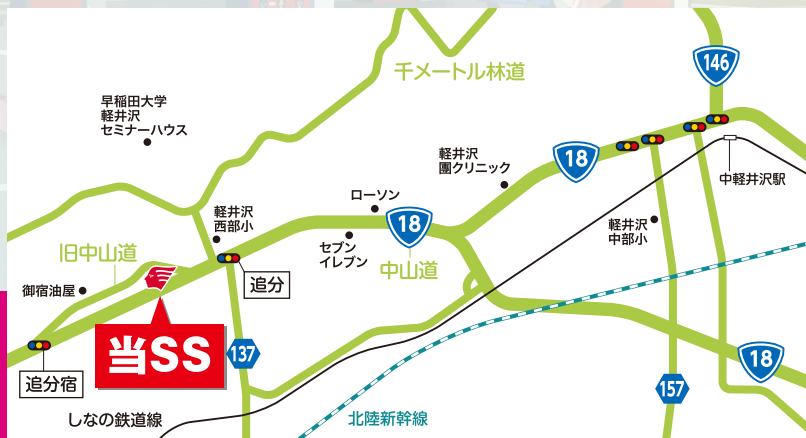 146
千メートル林道
早稲田大学
軽井沢
セミナーハウス
軽井沢
園クリニック
18
中軽井沢駅
ローソン
軽井沢
西部小
18
軽井沢
中部小
セブン
イレブン
中山道
旧中山道
御宿油屋
追分
当SS
137
18
追分宿
157
しなの鉄道線
北陸新幹線